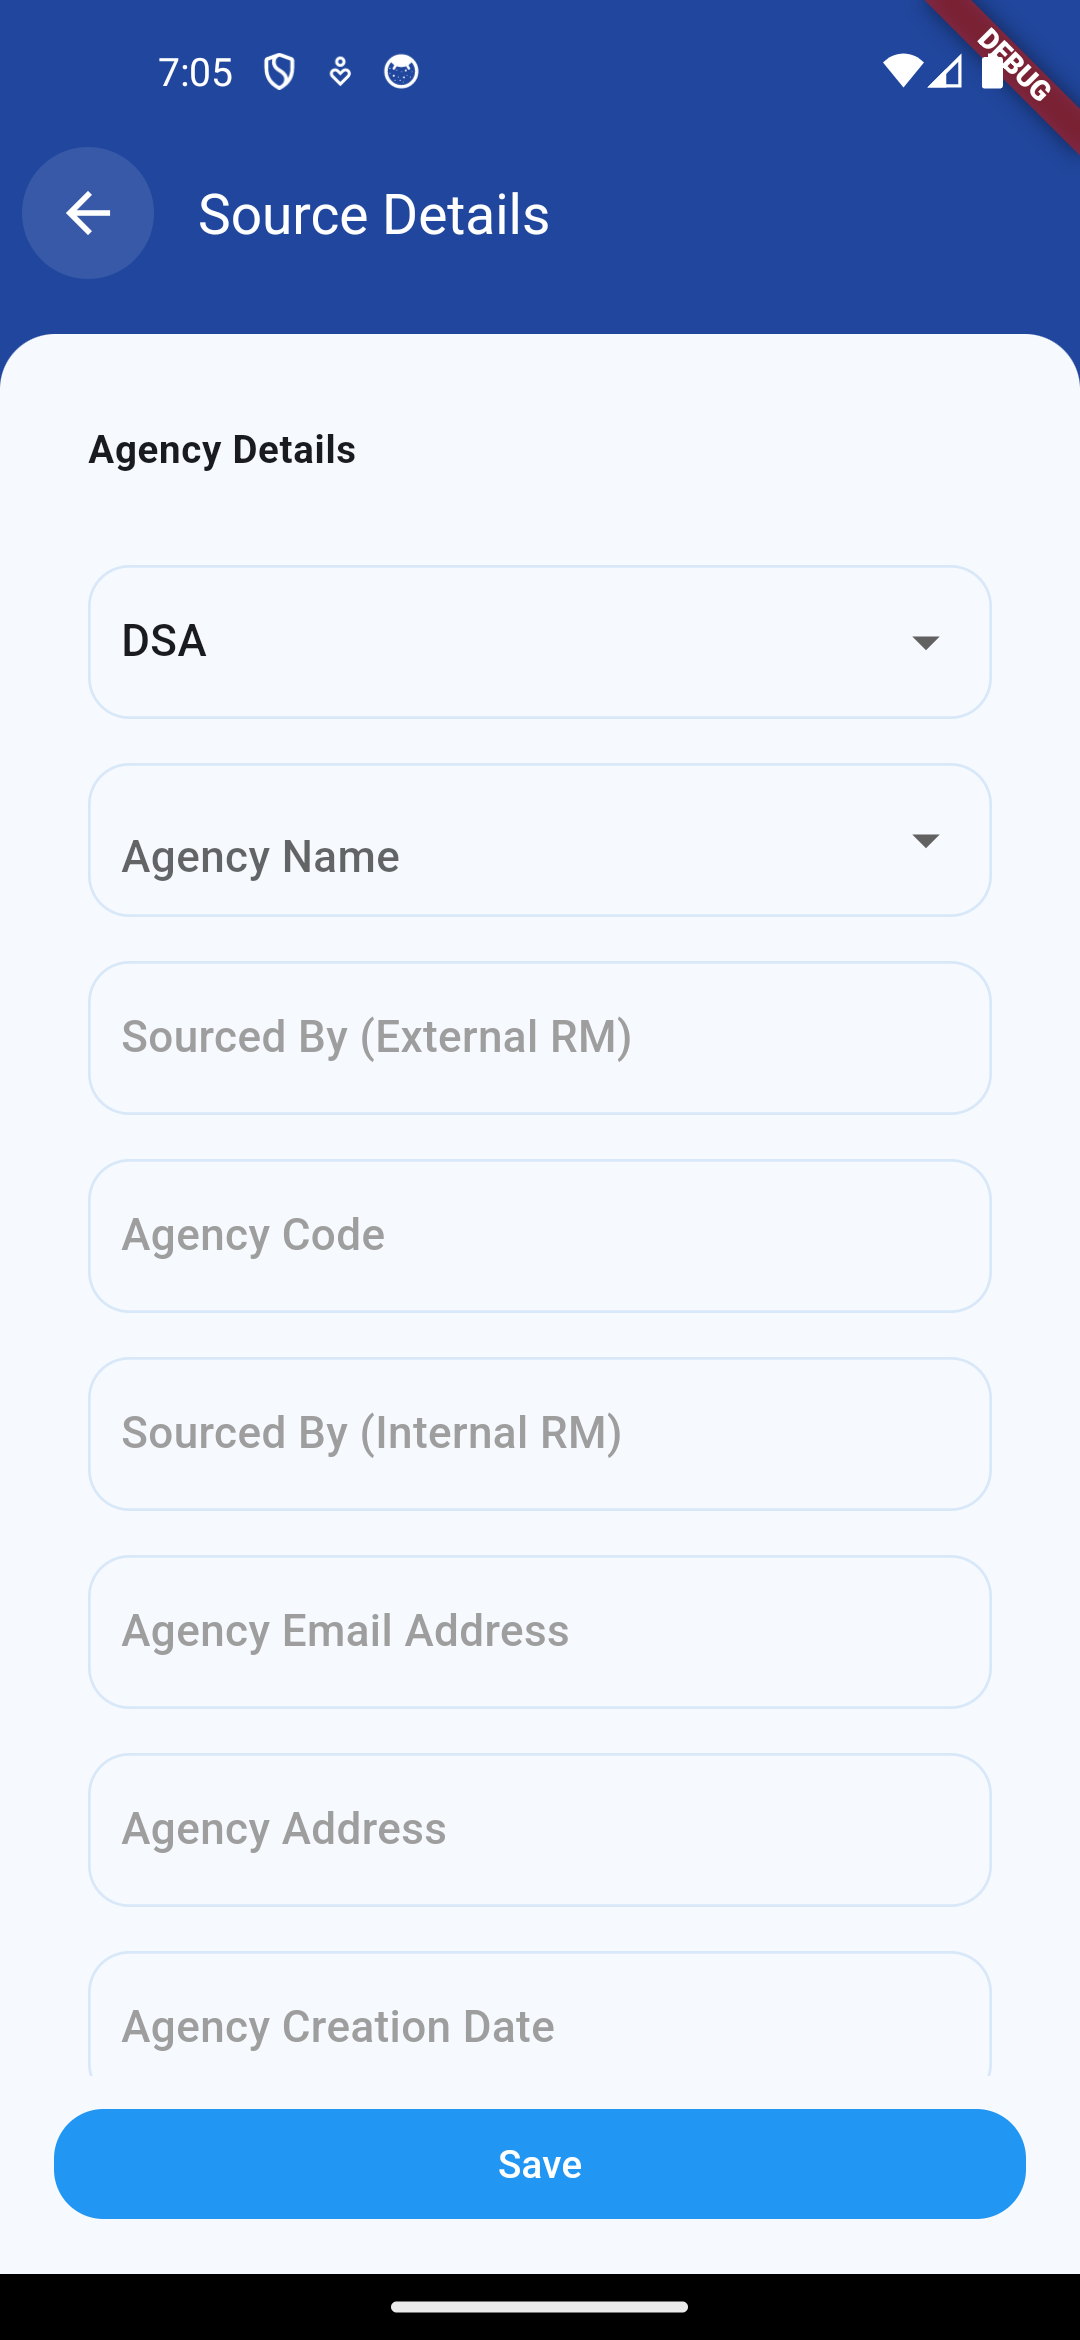 7:05
DEBUG
Source Details
Agency Details
DSA
Agency Name
Sourced By (External RM)
Agency Code
Sourced By (Internal RM)
Agency Email Address
Agency Address
Agency Creation Date
Save